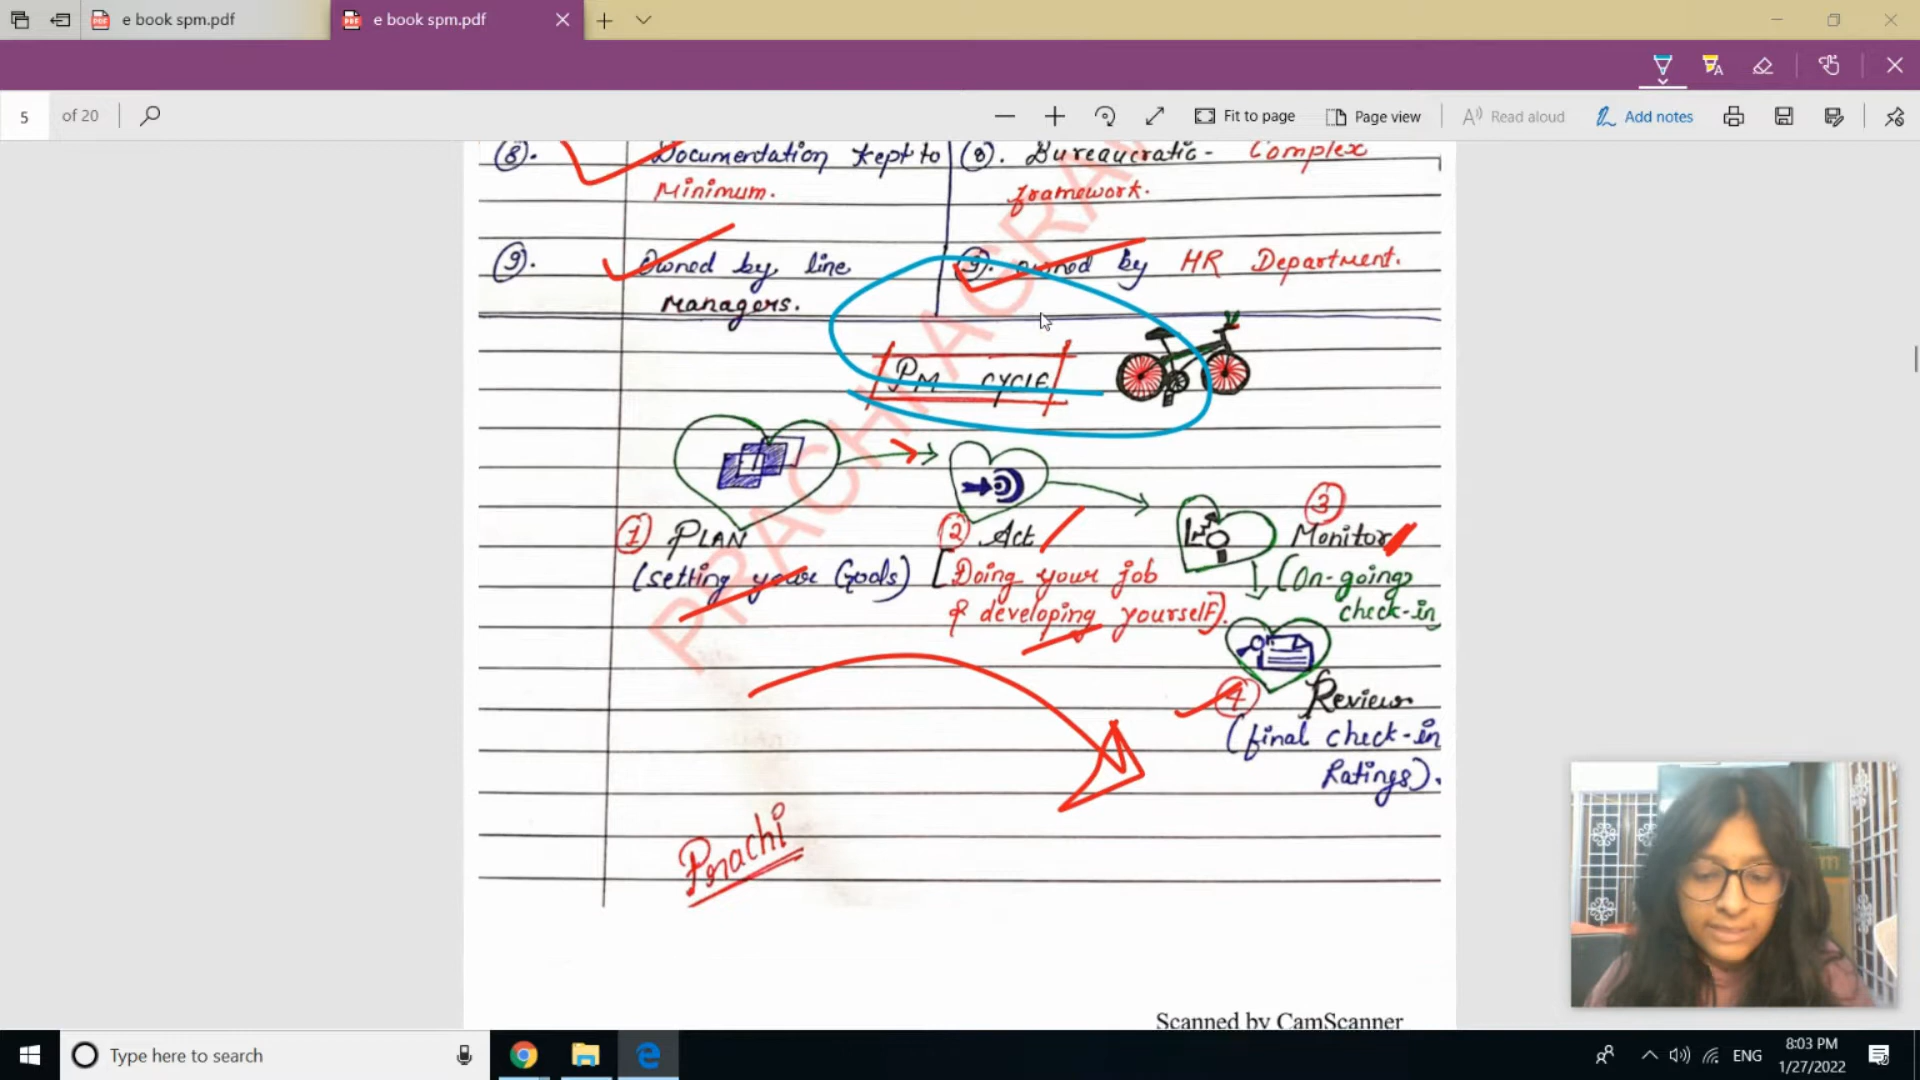 e book spm.pdf
e book spm.pdf
5 of 20
Fit to page
Page view
Read aloud
Add notes
(8). Documentation kept to
Minimum.
(8). Bureaucratic- Complex
framework.
(9). Owned by line
managers.
(9). owned by HR Department.
PM CYCLE
1 PLAN
(setting your Goals)
2 Act
[Doing your job
& developing yourself].
3
Monitor
(On-going
check-in
4 Review
(final check-in
Ratings).
Prachi
PRACHI AGRAW
Scanned by CamScanner
Type here to search
ENG
8:03 PM
1/27/2022